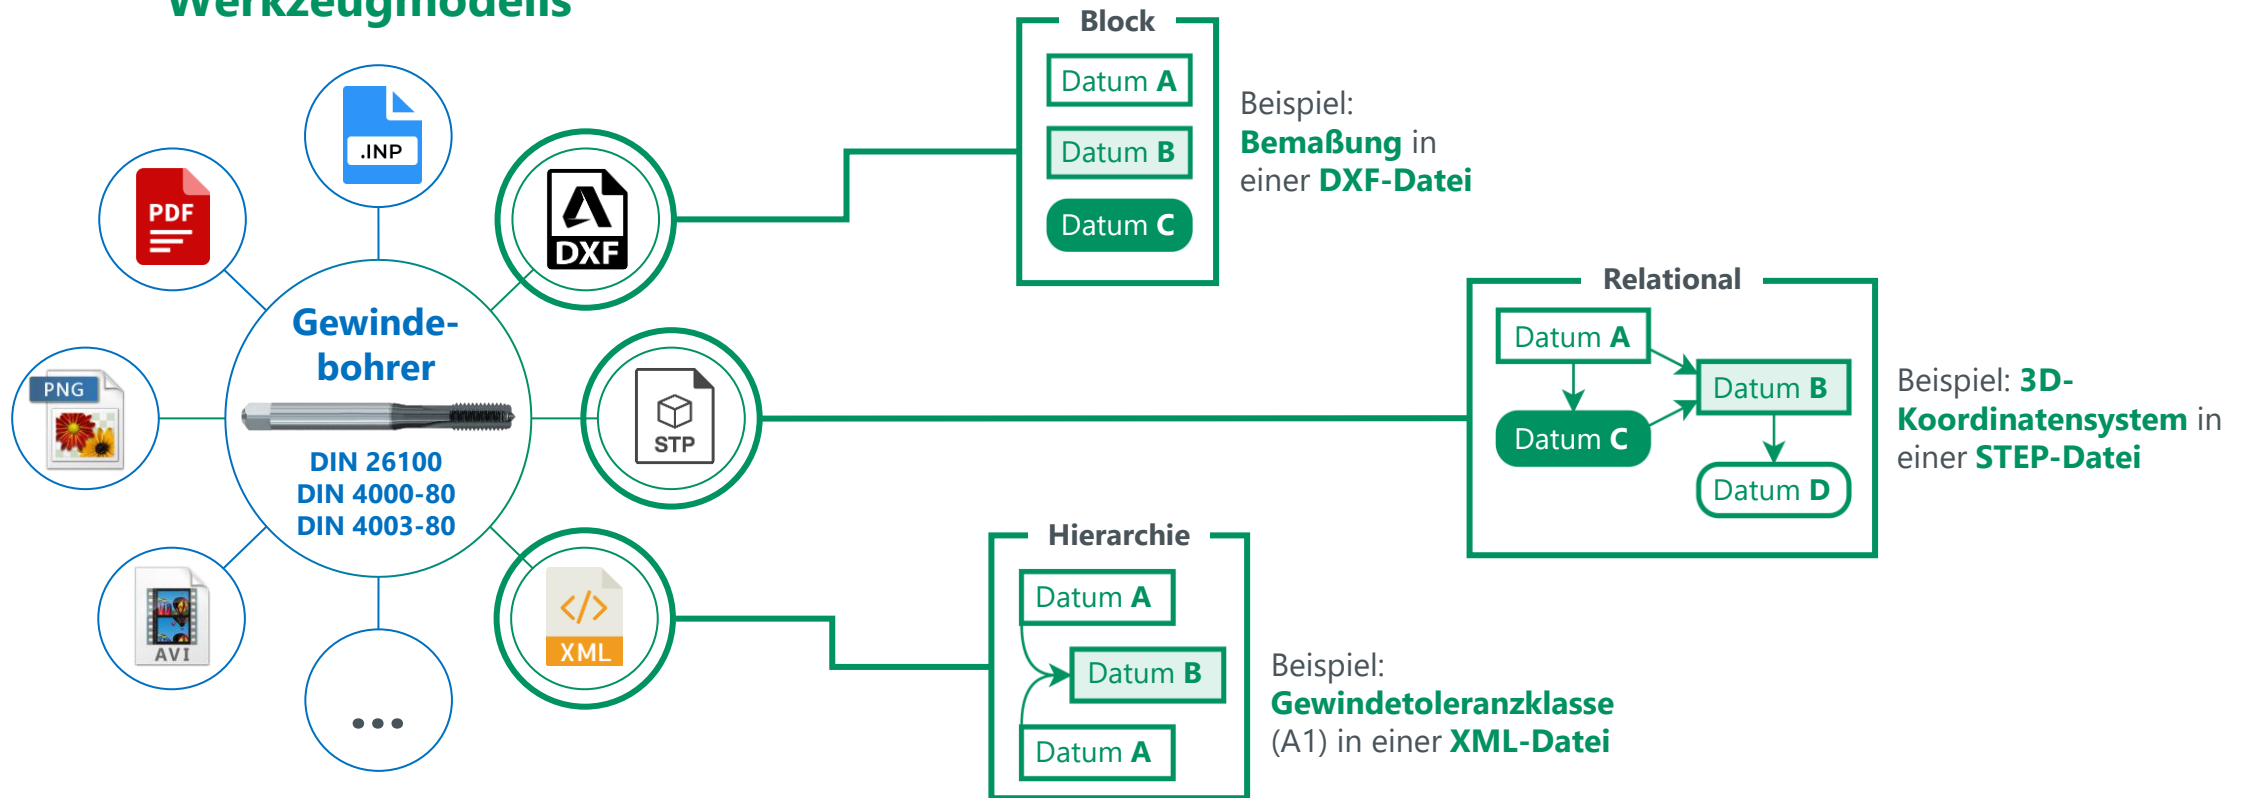 Werkzeugmodells
.INP
PDF
DXF
PNG
Gewinde-
bohrer
DIN 26100
DIN 4000-80
DIN 4003-80
STP
AVI
XML
...
Block
Datum A
Datum B
Datum C
Beispiel:
Bemaßung in
einer DXF-Datei
Relational
Datum A
Datum B
Datum C
Datum D
Beispiel: 3D-
Koordinatensystem in
einer STEP-Datei
Hierarchie
Datum A
Datum B
Datum A
Beispiel:
Gewindetoleranzklasse
(A1) in einer XML-Datei